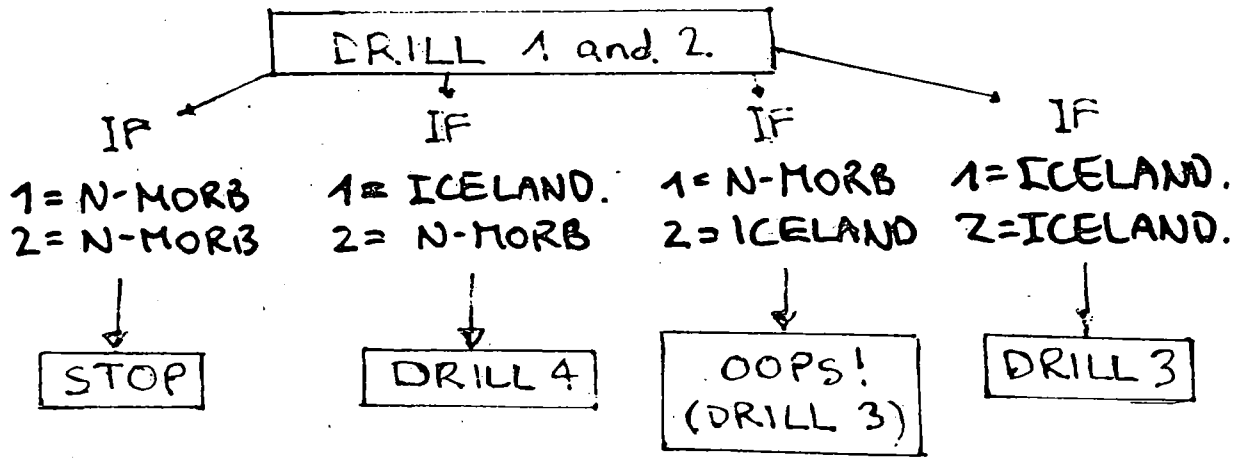 DRILL 1 and. 2.
IF
1= N-MORB
2= N-MORB
STOP
IF
1= ICELAND.
2= N-MORB
DRILL 4
IF
1= N-MORB
2= ICELAND
OOPS!
(DRILL 3)
IF
1= ICELAND.
2=ICELAND.
DRILL 3